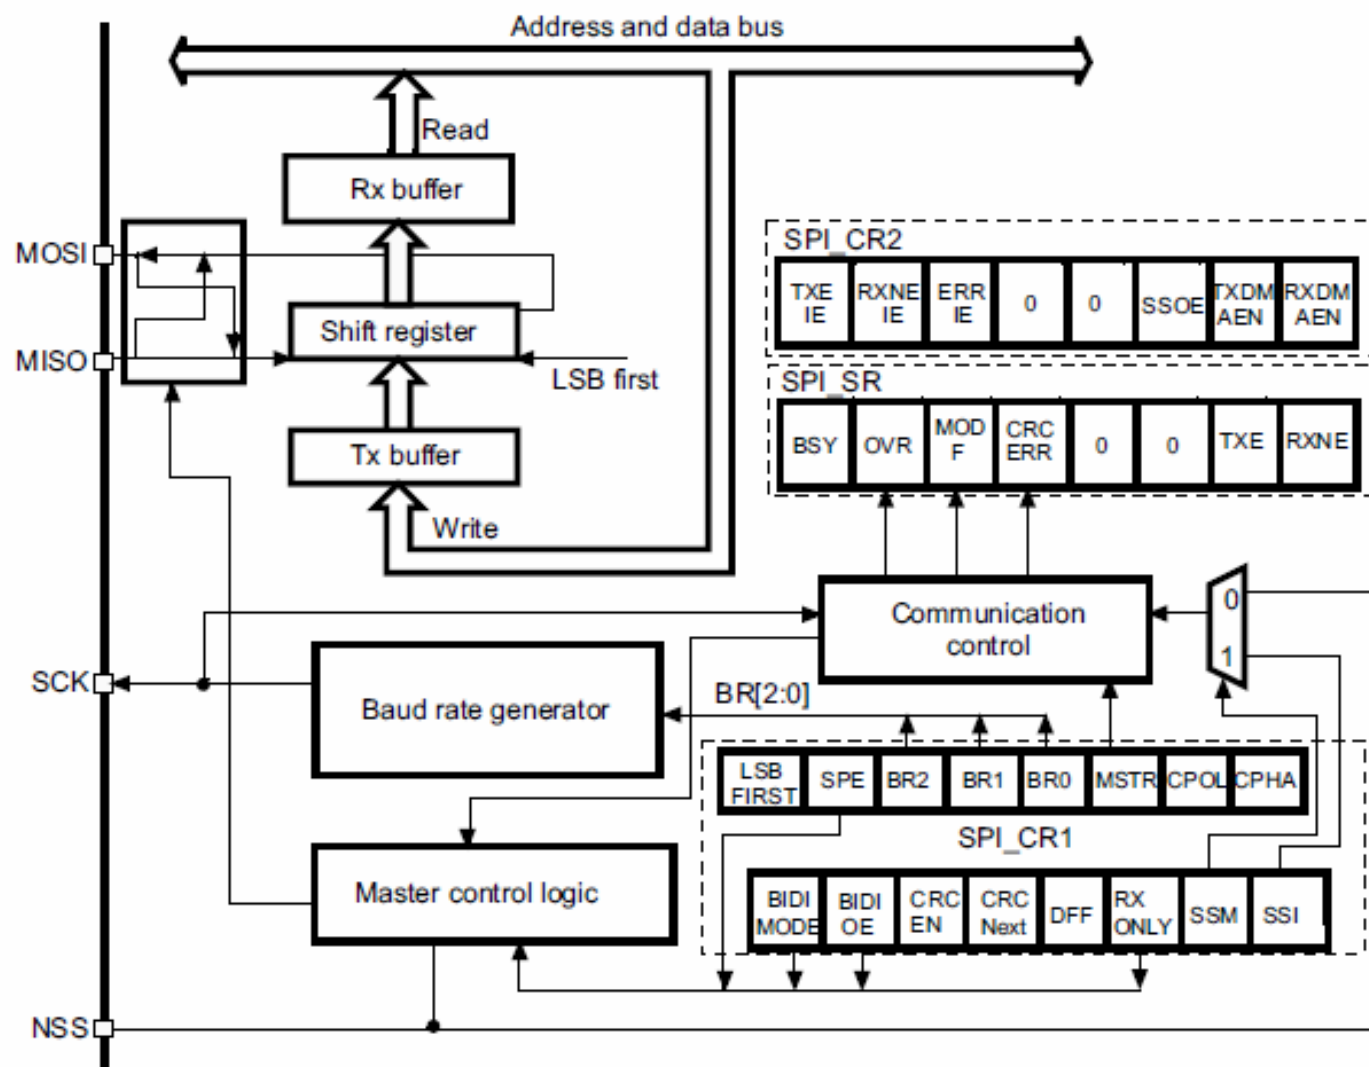 Address and data bus
Read
Rx buffer
MOSI
Shift register
MISO
LSB first
Tx buffer
Write
SPI_CR2
TXE
IE
RXNE
IE
ERR
IE
0
0
SSOE
TXDM
AEN
RXDM
AEN
SPI_SR
BSY
OVR
MOD
F
CRC
ERR
0
0
TXE
RXNE
Communication
control
0
1
SCK
Baud rate generator
BR[2:0]
LSB
FIRST
SPE
BR2
BR1
BR0
MSTR
CPOL
CPHA
SPI_CR1
Master control logic
BIDI
MODE
BIDI
OE
CRC
EN
CRC
Next
DFF
RX
ONLY
SSM
SSI
NSS